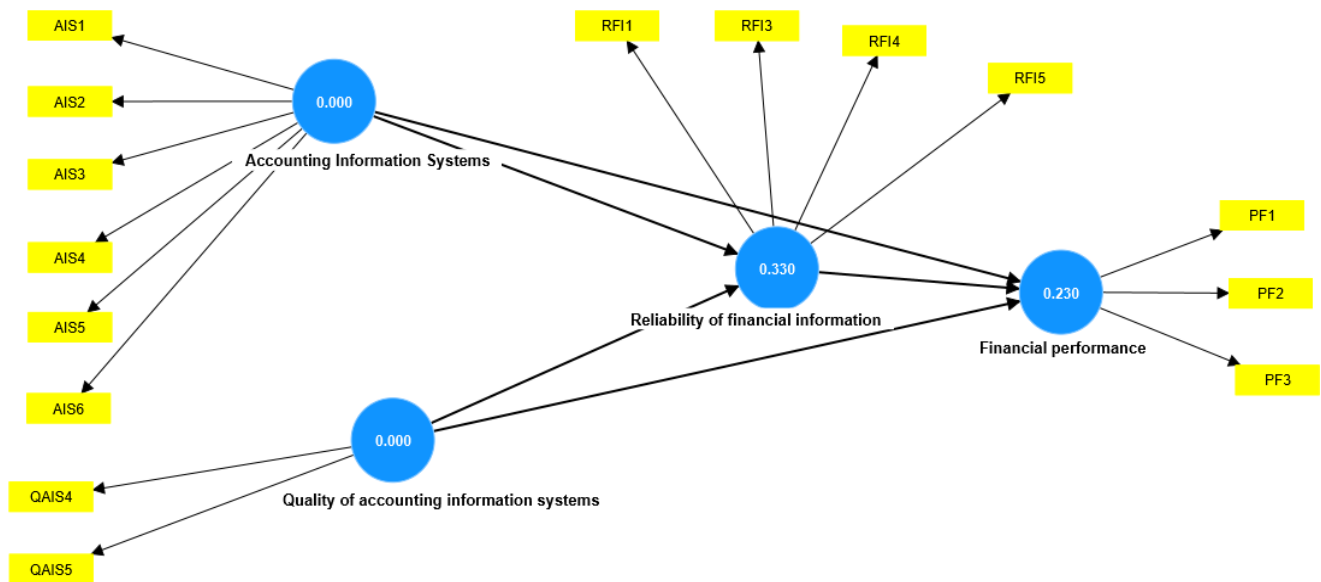 AIS1
AIS2
AIS3
AIS4
AIS5
AIS6
0.000
Accounting Information Systems
RFI1
RFI3
RFI4
RFI5
0.330
Reliability of financial information
PF1
PF2
PF3
0.230
Financial performance
0.000
Quality of accounting information systems
QAIS4
QAIS5